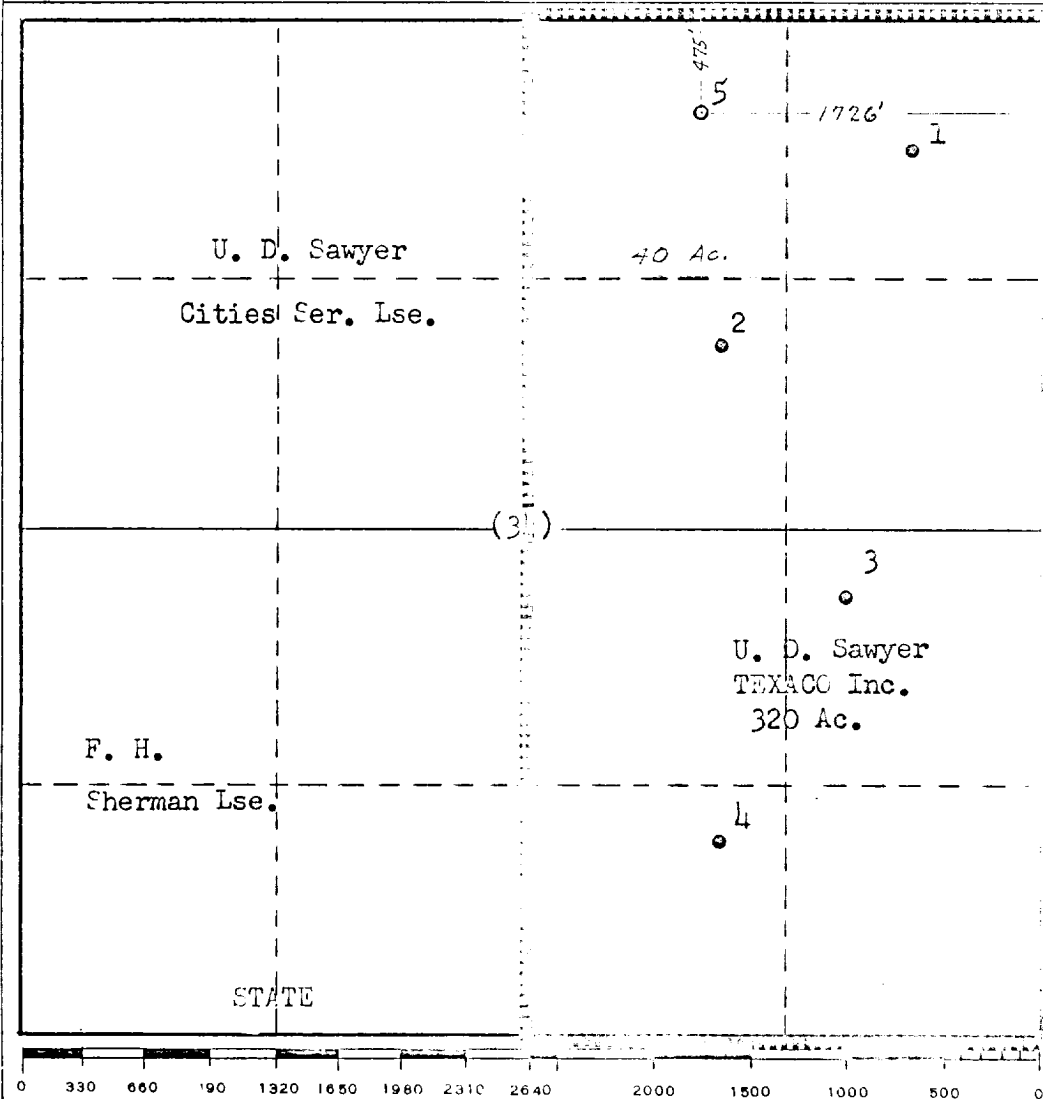 475'
5
1726'
1
U. D. Sawyer
40 Ac.
Cities Ser. Lse.
2
3
U. D. Sawyer
TEXACO Inc.
320 Ac.
F. H.
Sherman Lse.
4
STATE
0 330 660 190 1320 1650 1980 2310 2640 2000 1500 1000 500 0